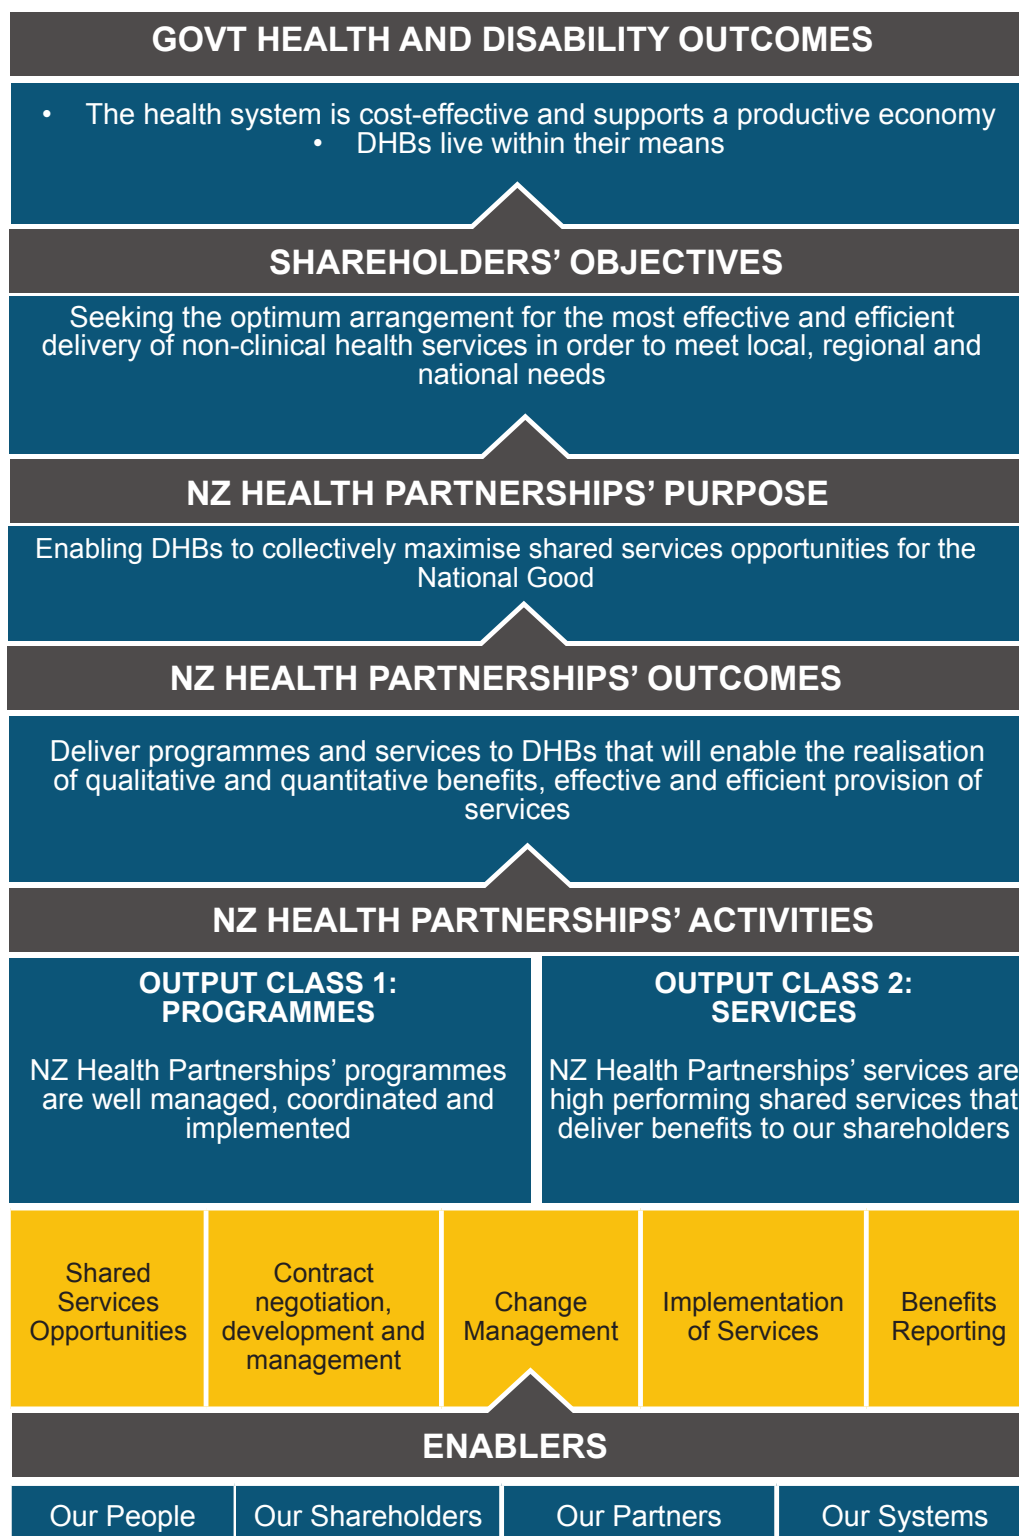 GOVT HEALTH AND DISABILITY OUTCOMES
• The health system is cost-effective and supports a productive economy
• DHBs live within their means
SHAREHOLDERS’ OBJECTIVES
Seeking the optimum arrangement for the most effective and efficient
delivery of non-clinical health services in order to meet local, regional and
national needs
NZ HEALTH PARTNERSHIPS’ PURPOSE
Enabling DHBs to collectively maximise shared services opportunities for the
National Good
NZ HEALTH PARTNERSHIPS’ OUTCOMES
Deliver programmes and services to DHBs that will enable the realisation
of qualitative and quantitative benefits, effective and efficient provision of
services
NZ HEALTH PARTNERSHIPS’ ACTIVITIES
OUTPUT CLASS 1:
PROGRAMMES
NZ Health Partnerships’ programmes
are well managed, coordinated and
implemented
OUTPUT CLASS 2:
SERVICES
NZ Health Partnerships’ services are
high performing shared services that
deliver benefits to our shareholders
Shared
Services
Opportunities
Contract
negotiation,
development and
management
Change
Management
Implementation
of Services
Benefits
Reporting
ENABLERS
Our People
Our Shareholders
Our Partners
Our Systems